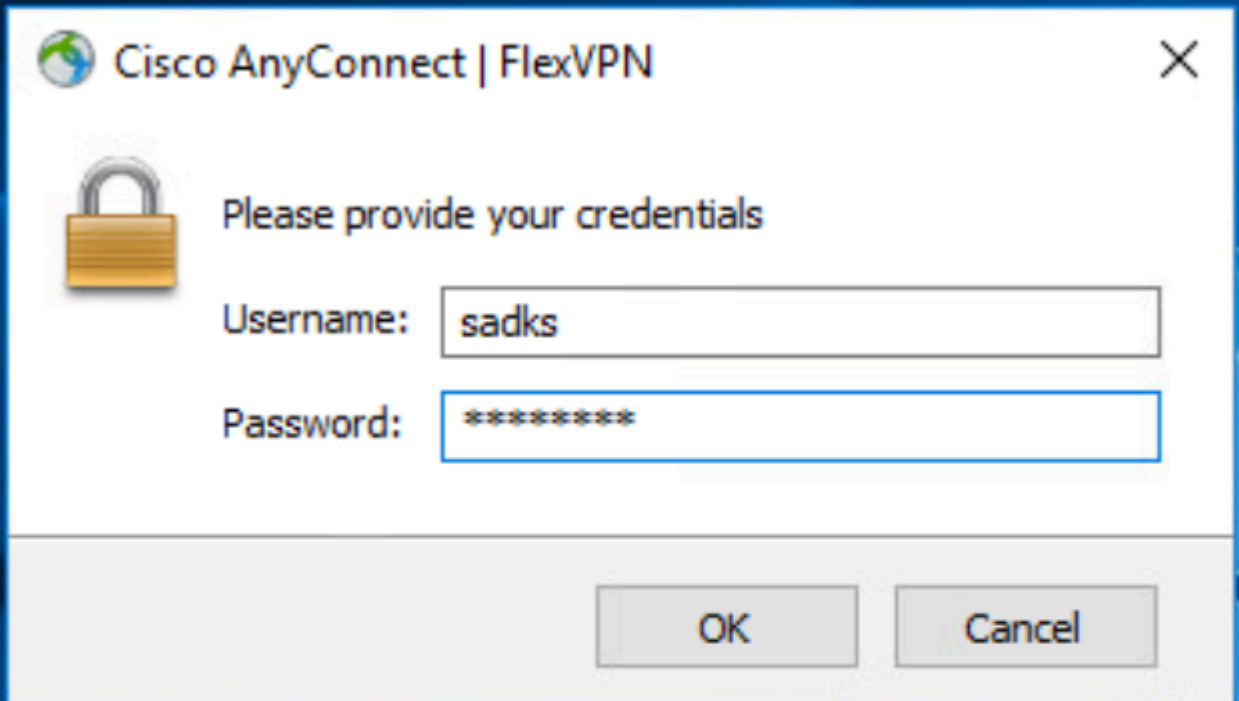 Cisco AnyConnect | FlexVPN
Please provide your credentials
Username: sadks
Password: ********
OK Cancel